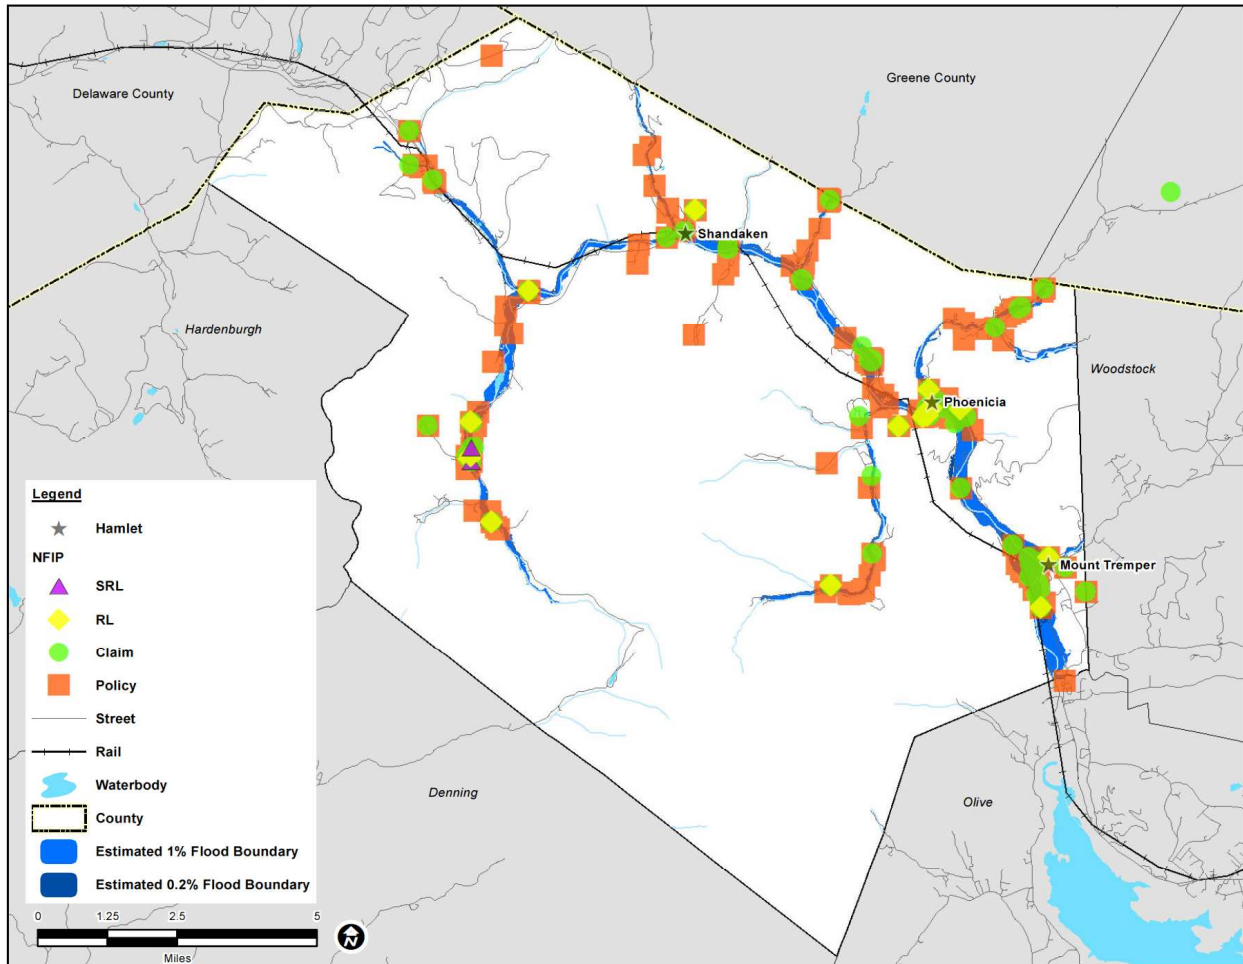 Greene County
Delaware County
Shandaken
Hardenburgh
Woodstock
Phoenicia
Mount Tremper
Denning
Olive
Legend
Hamlet
NFIP
SRL
RL
Claim
Policy
Street
Rail
Waterbody
County
Estimated 1% Flood Boundary
Estimated 0.2% Flood Boundary
0 1.25 2.5 5
Miles
N